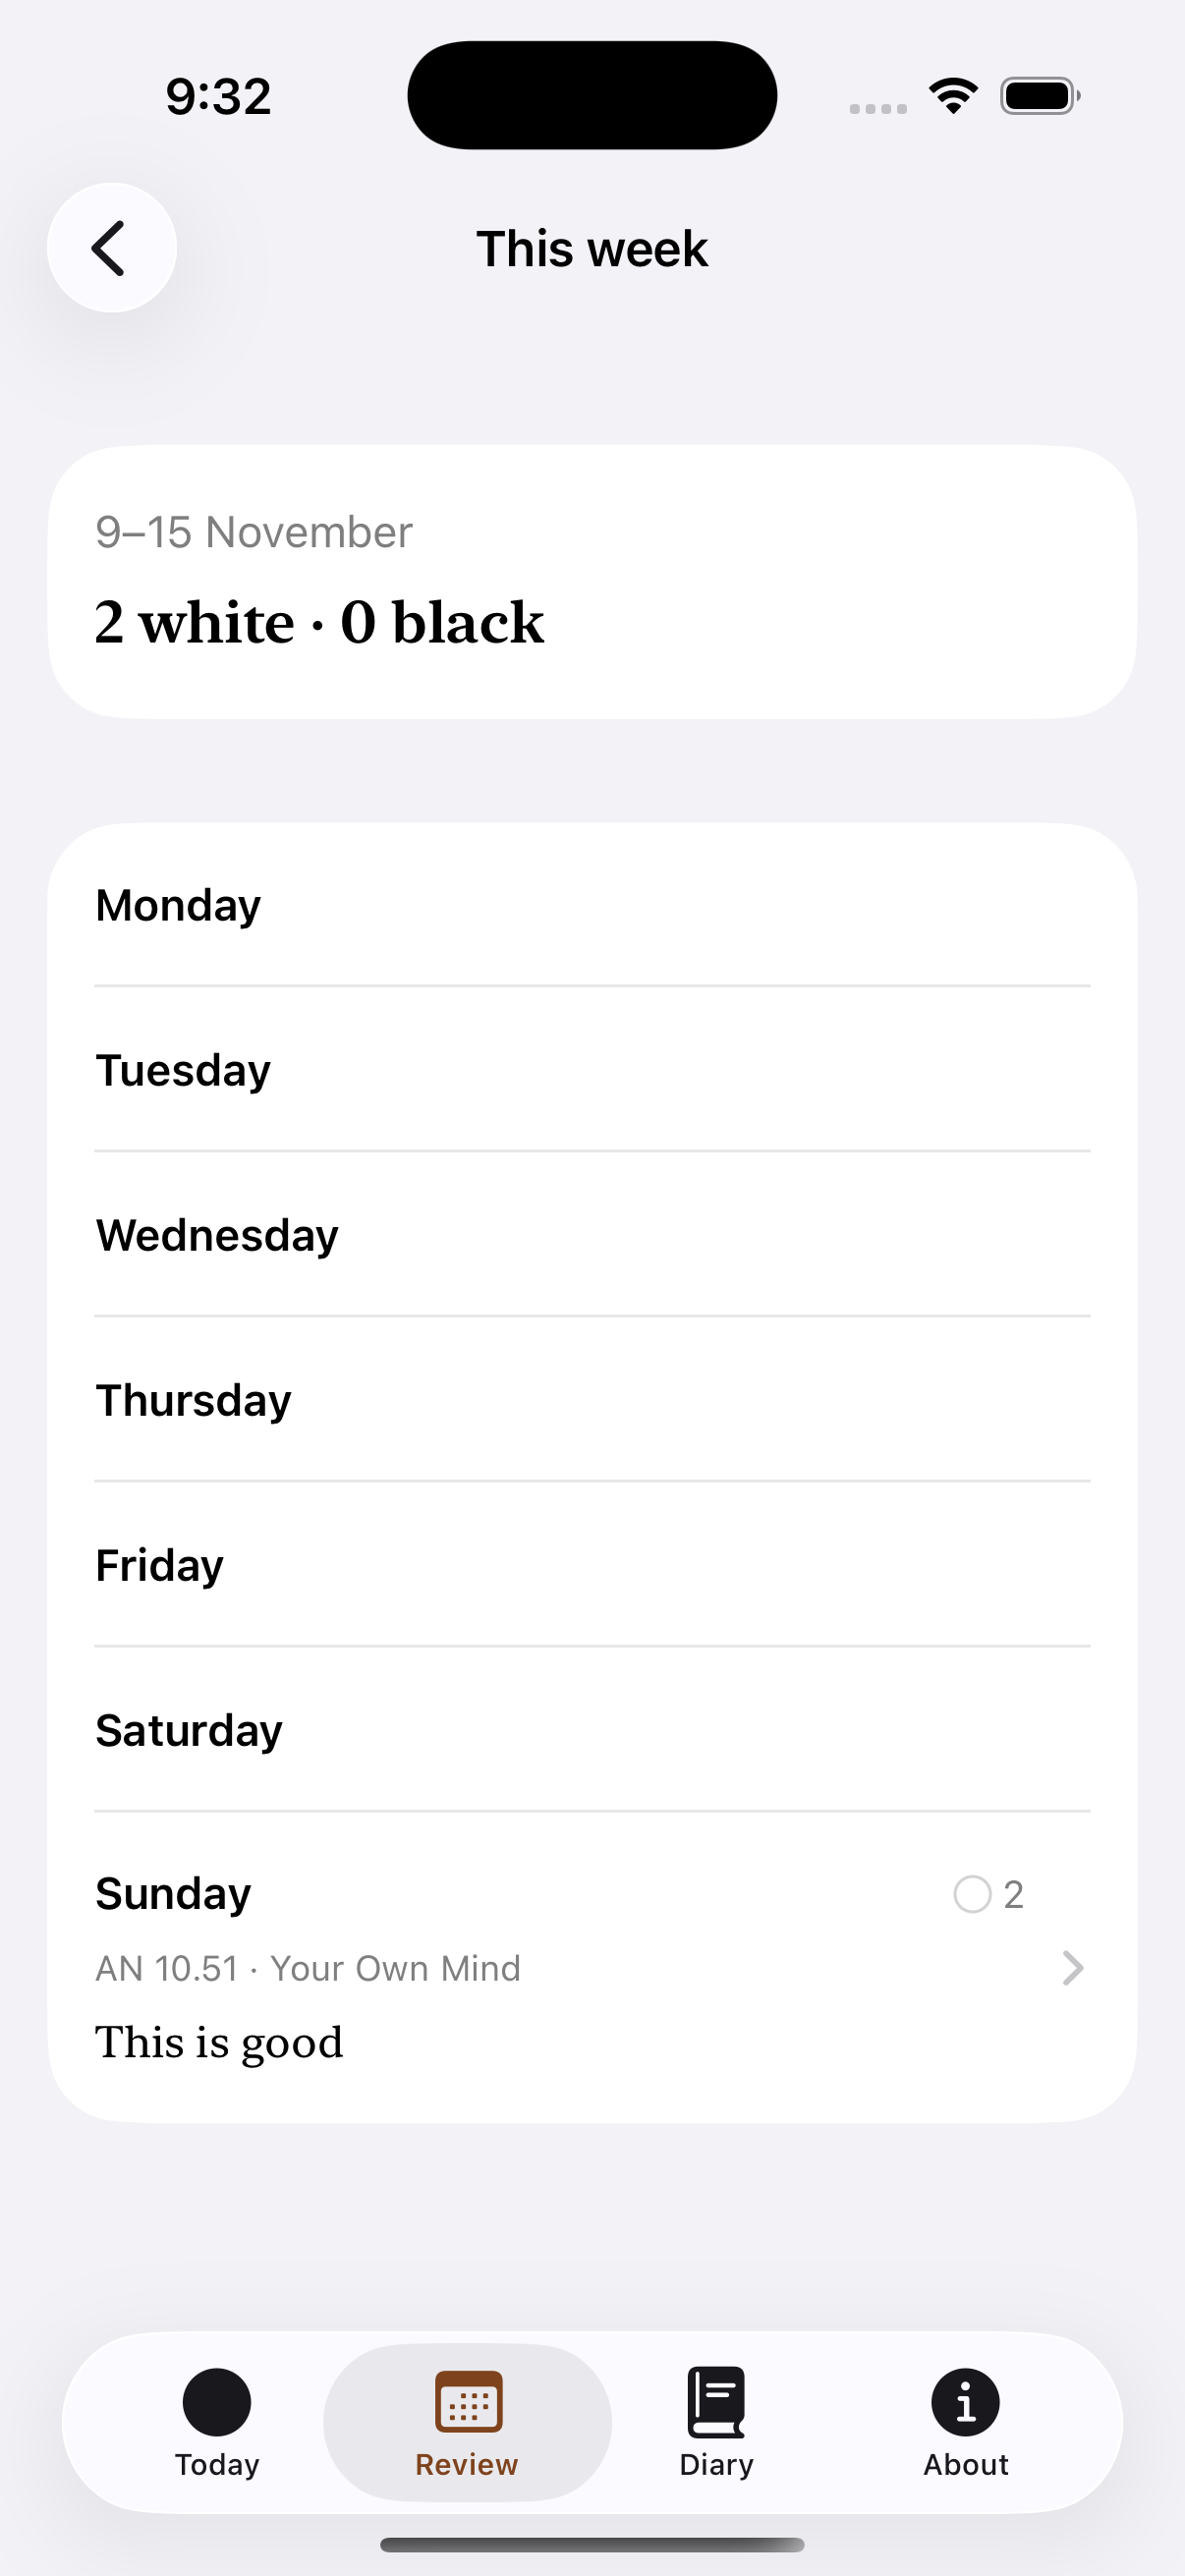 9:32
This week
9–15 November
2 white · 0 black
Monday
Tuesday
Wednesday
Thursday
Friday
Saturday
Sunday 2
AN 10.51 · Your Own Mind
This is good
Today Review Diary About